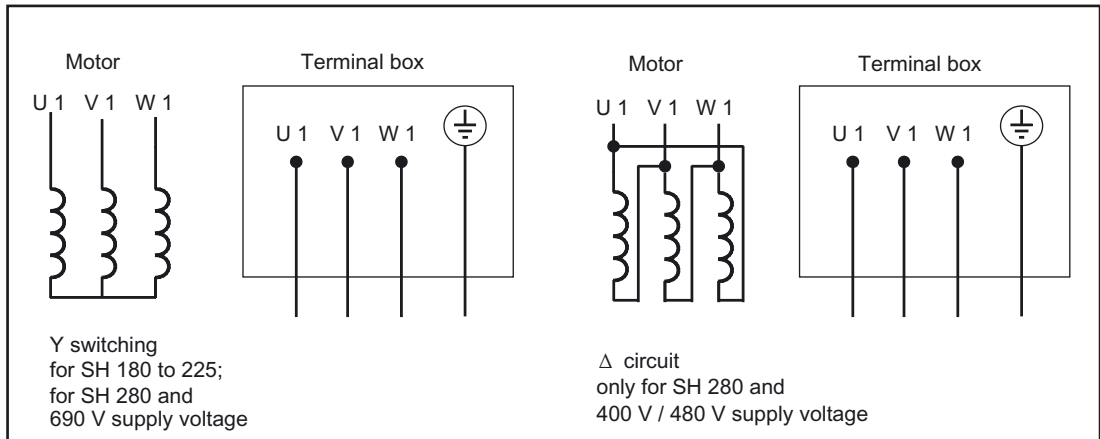 Motor
Terminal box
U 1 V 1 W 1
U 1 V 1 W 1
Y switching
for SH 180 to 225;
for SH 280 and
690 V supply voltage
Motor
Terminal box
U 1 V 1 W 1
U 1 V 1 W 1
Δ circuit
only for SH 280 and
400 V / 480 V supply voltage